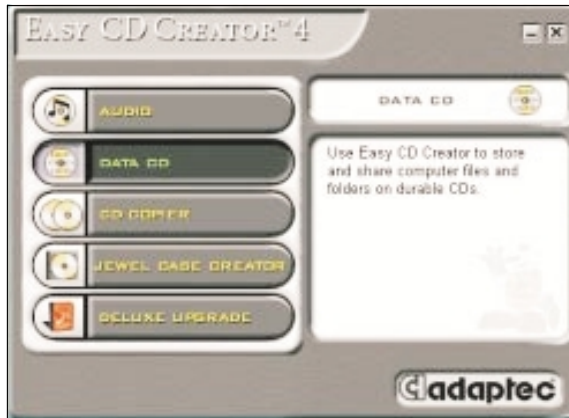 EASY CD CREATOR™ 4
AUDIO
DATA CD
CD COPIER
JEWEL CASE CREATOR
DELUXE UPGRADE
DATA CD
Use Easy CD Creator to store
and share computer files and
folders on durable CDs.
adaptec